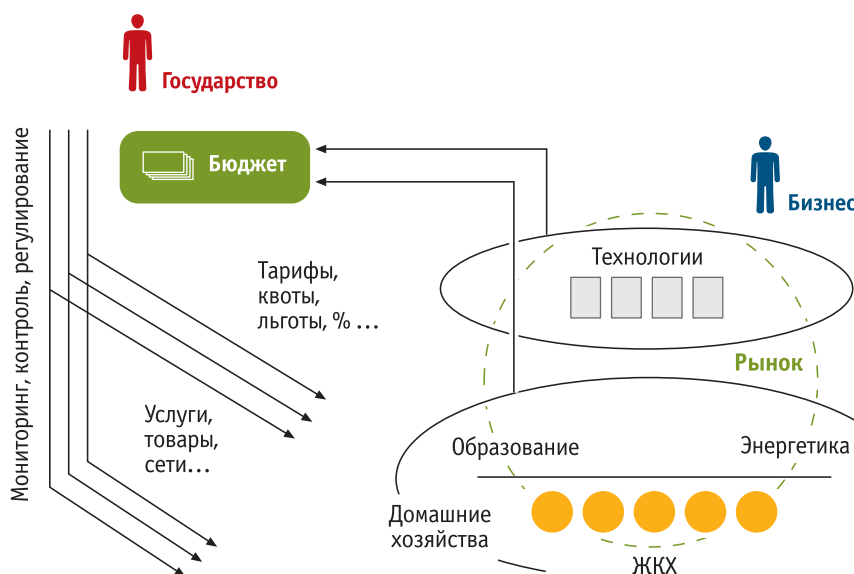 Государство
Бюджет
Бизнес
Мониторинг, контроль, регулирование
Технологии
Тарифы,
квоты,
льготы, % ...
Рынок
Услуги,
товары,
сети...
Образование
Энергетика
Домашние
хозяйства
ЖКХ